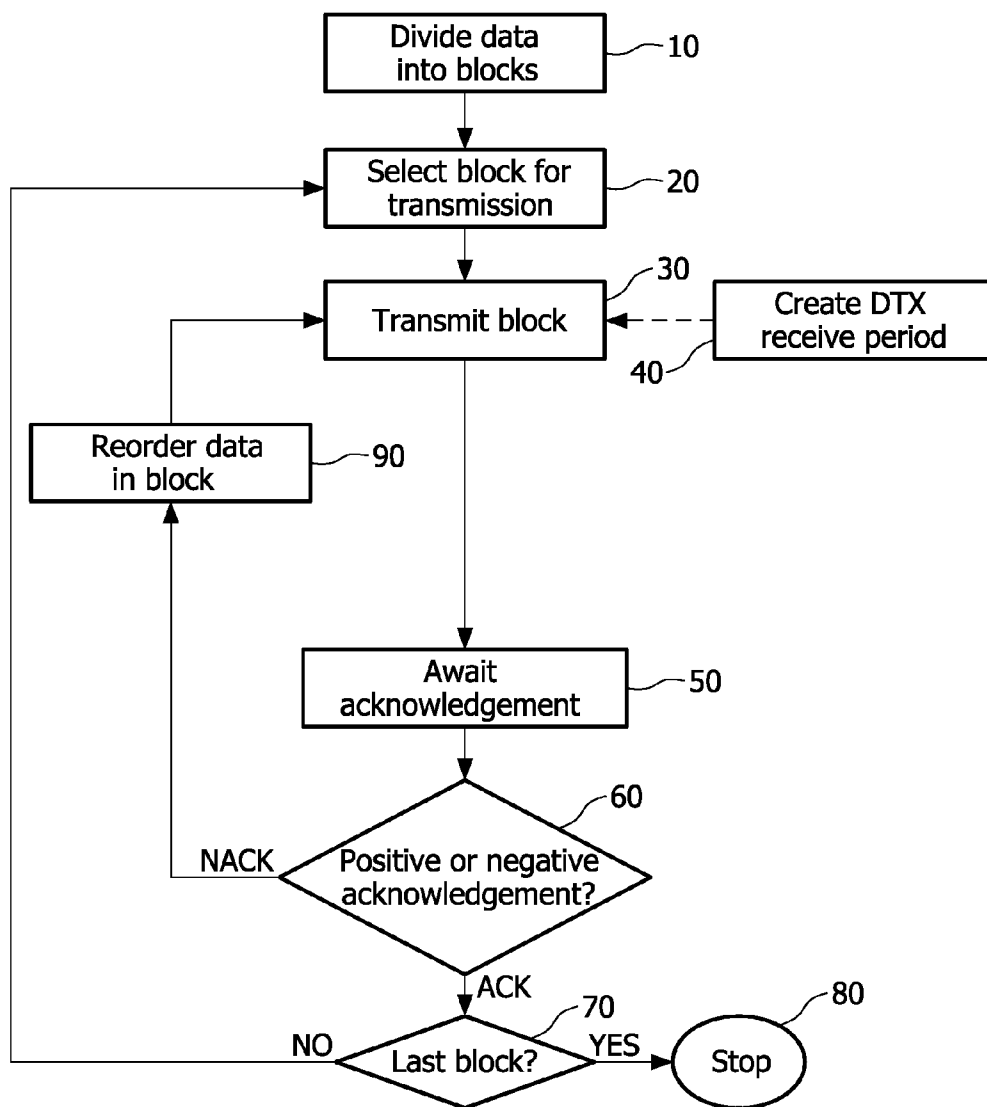 Divide data
into blocks
10
Select block for
transmission
20
30
Transmit block
Create DTX
receive period
40
Reorder data
in block
90
Await
acknowledgement
50
60
NACK
Positive or negative
acknowledgement?
ACK
70
80
NO
Last block?
YES
Stop